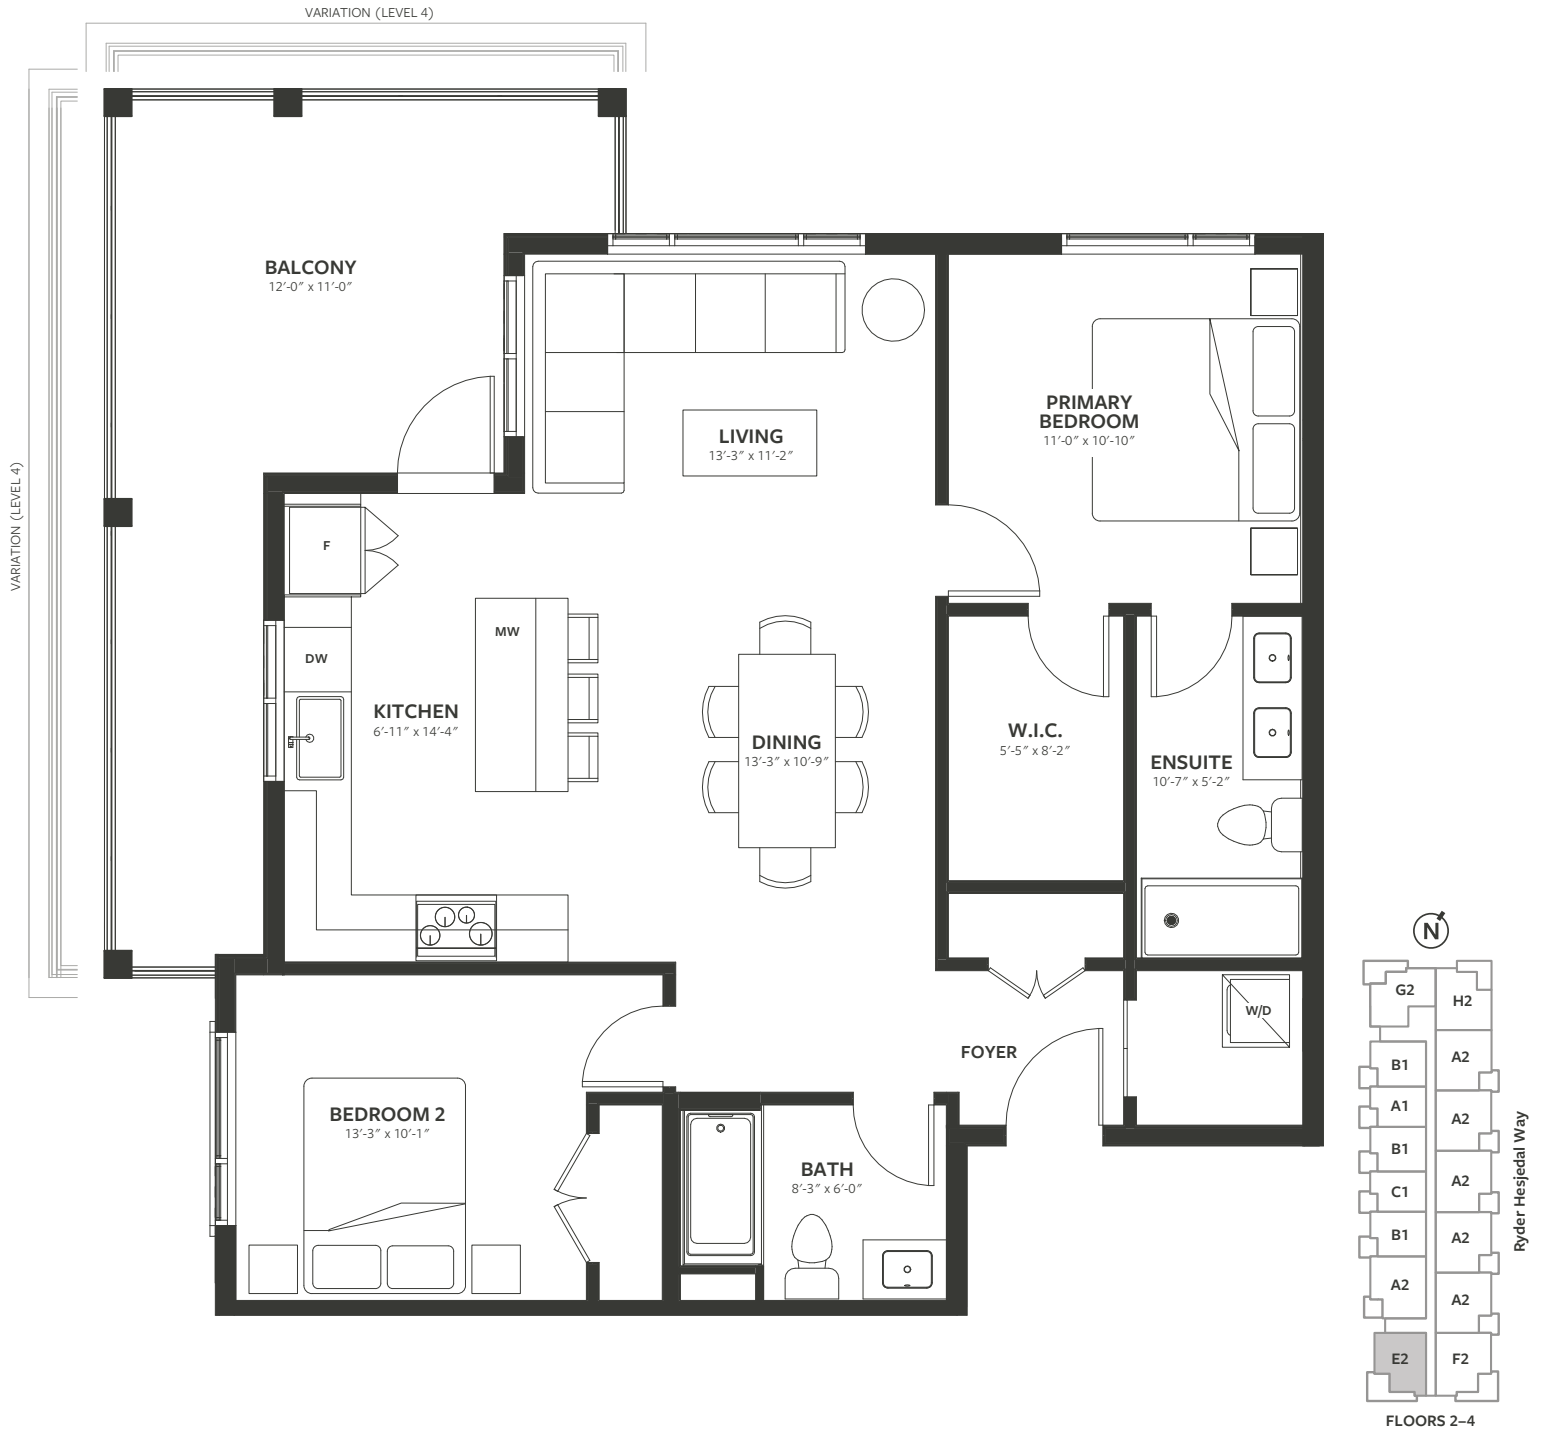 VARIATION (LEVEL 4)
VARIATION (LEVEL 4)
BALCONY
12′-0″ x 11′-0″
LIVING
13′-3″ x 11′-2″
PRIMARY
BEDROOM
11′-0″ x 10′-10″
F
MW
DW
KITCHEN
6′-11″ x 14′-4″
DINING
13′-3″ x 10′-9″
W.I.C.
5′-5″ x 8′-2″
ENSUITE
10′-7″ x 5′-2″
W/D
FOYER
BEDROOM 2
13′-3″ x 10′-1″
BATH
8′-3″ x 6′-0″
N
G2
H2
B1
A2
A1
A2
B1
C1
A2
B1
A2
A2
A2
E2
F2
Ryder Hesjedal Way
FLOORS 2–4